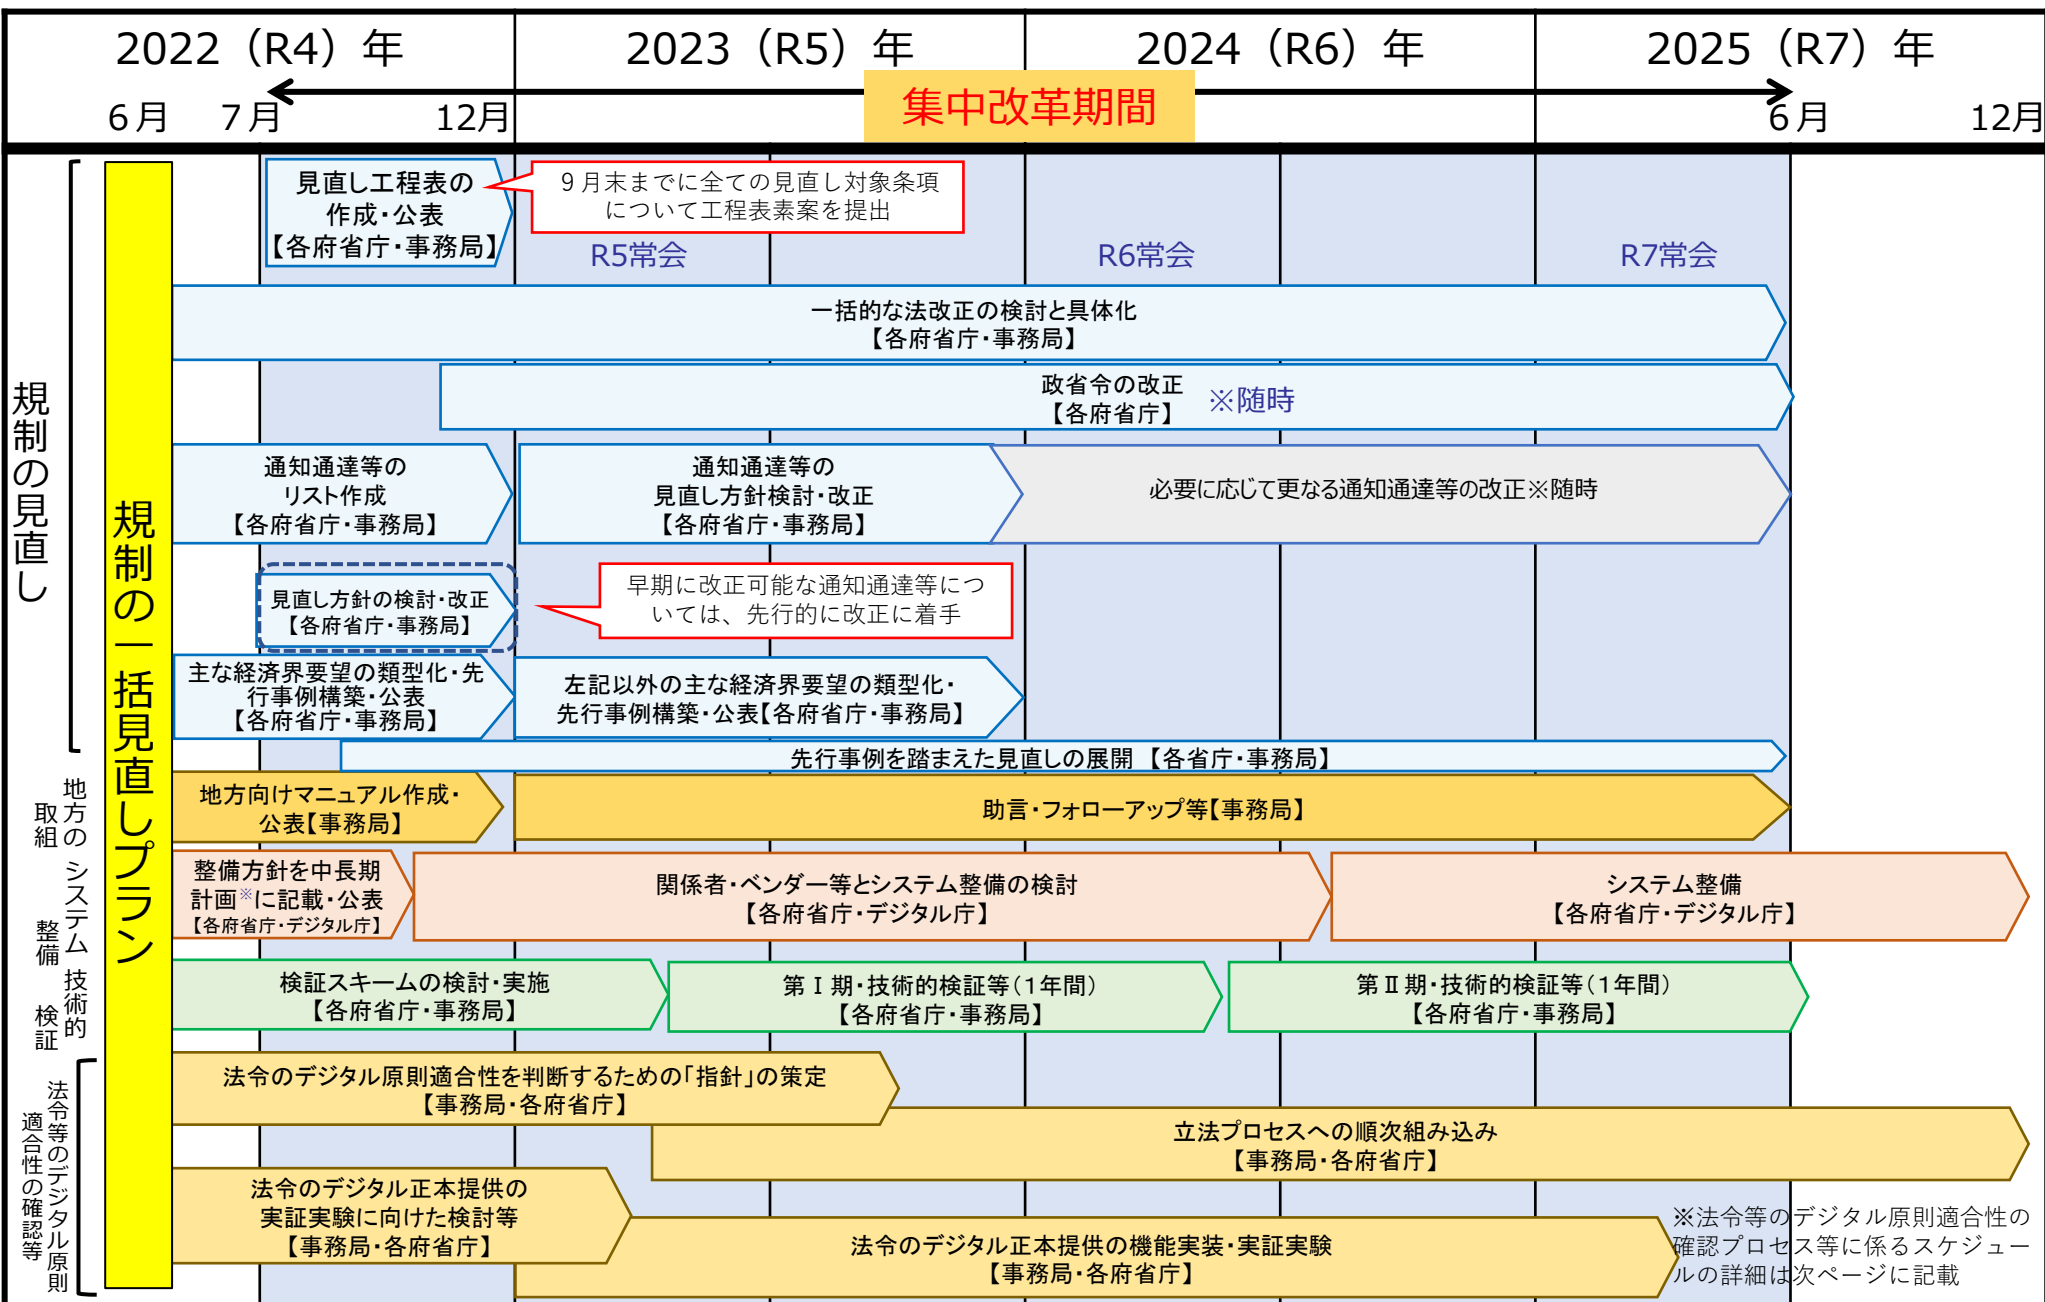 2022（R4）年
2023（R5）年
2024（R6）年
2025（R7）年
集中改革期間
6月
7月
12月
6月
12月
規制の見直し
規制の一括見直しプラン
見直し工程表の
作成・公表
【各府省庁・事務局】
9月末までに全ての見直し対象条項
について工程表素案を提出
R5常会
R6常会
R7常会
一括的な法改正の検討と具体化
【各府省庁・事務局】
政省令の改正
【各府省庁】
※随時
通知通達等の
リスト作成
【各府省庁・事務局】
通知通達等の
見直し方針検討・改正
【各府省庁・事務局】
必要に応じて更なる通知通達等の改正※随時
見直し方針の検討・改正
【各府省庁・事務局】
早期に改正可能な通知通達等につ
いては、先行的に改正に着手
主な経済界要望の類型化・先
行事例構築・公表
【各府省庁・事務局】
左記以外の主な経済界要望の類型化・
先行事例構築・公表【各府省庁・事務局】
先行事例を踏まえた見直しの展開 【各省庁・事務局】
地方の
取組
地方向けマニュアル作成・
公表【事務局】
助言・フォローアップ等【事務局】
システム
整備
整備方針を中長期
計画※に記載・公表
【各府省庁・デジタル庁】
関係者・ベンダー等とシステム整備の検討
【各府省庁・デジタル庁】
システム整備
【各府省庁・デジタル庁】
技術的
検証
検証スキームの検討・実施
【各府省庁・事務局】
第Ⅰ期・技術的検証等（1年間）
【各府省庁・事務局】
第Ⅱ期・技術的検証等（1年間）
【各府省庁・事務局】
法令等のデジタル原則
適合性の確認等
法令のデジタル原則適合性を判断するための「指針」の策定
【事務局・各府省庁】
立法プロセスへの順次組み込み
【事務局・各府省庁】
法令のデジタル正本提供の
実証実験に向けた検討等
【事務局・各府省庁】
法令のデジタル正本提供の機能実装・実証実験
【事務局・各府省庁】
※法令等のデジタル原則適合性の
確認プロセス等に係るスケジュー
ルの詳細は次ページに記載